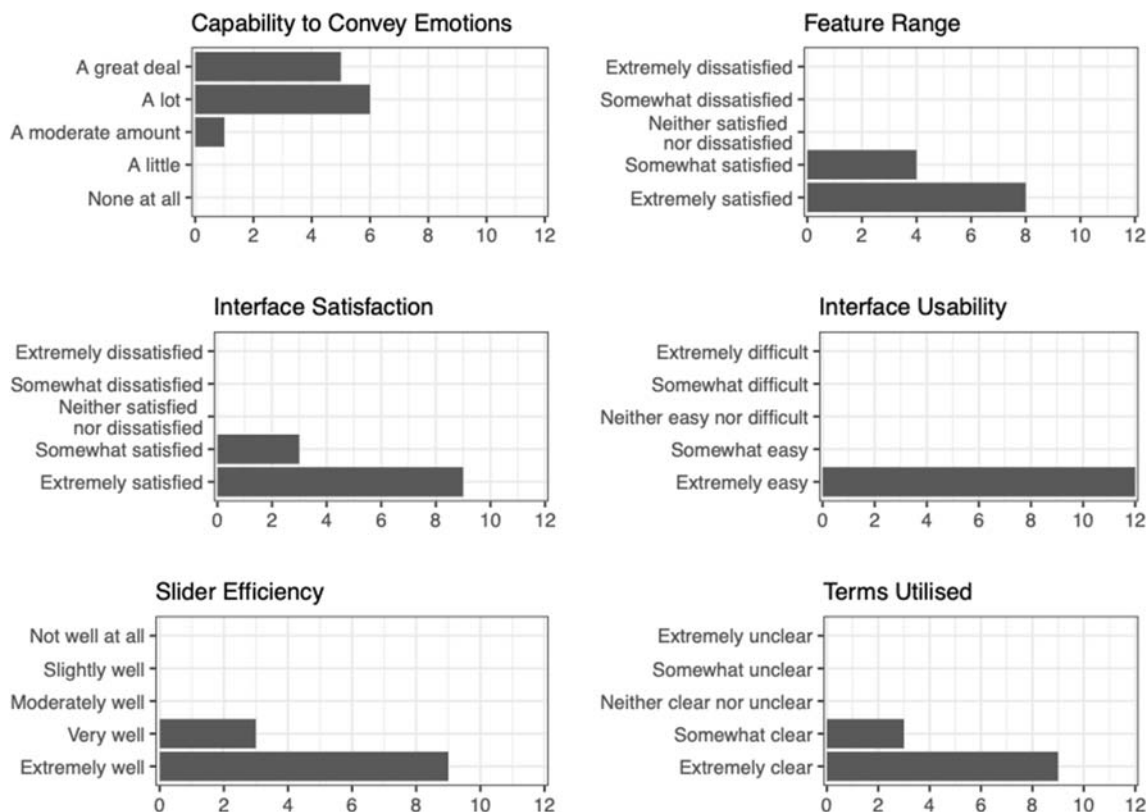 Capability to Convey Emotions
A great deal
A lot
A moderate amount
A little
None at all
0 2 4 6 8 10 12
Feature Range
Extremely dissatisfied
Somewhat dissatisfied
Neither satisfied
nor dissatisfied
Somewhat satisfied
Extremely satisfied
0 2 4 6 8 10 12
Interface Satisfaction
Extremely dissatisfied
Somewhat dissatisfied
Neither satisfied
nor dissatisfied
Somewhat satisfied
Extremely satisfied
0 2 4 6 8 10 12
Interface Usability
Extremely difficult
Somewhat difficult
Neither easy nor difficult
Somewhat easy
Extremely easy
0 2 4 6 8 10 12
Slider Efficiency
Not well at all
Slightly well
Moderately well
Very well
Extremely well
0 2 4 6 8 10 12
Terms Utilised
Extremely unclear
Somewhat unclear
Neither clear nor unclear
Somewhat clear
Extremely clear
0 2 4 6 8 10 12